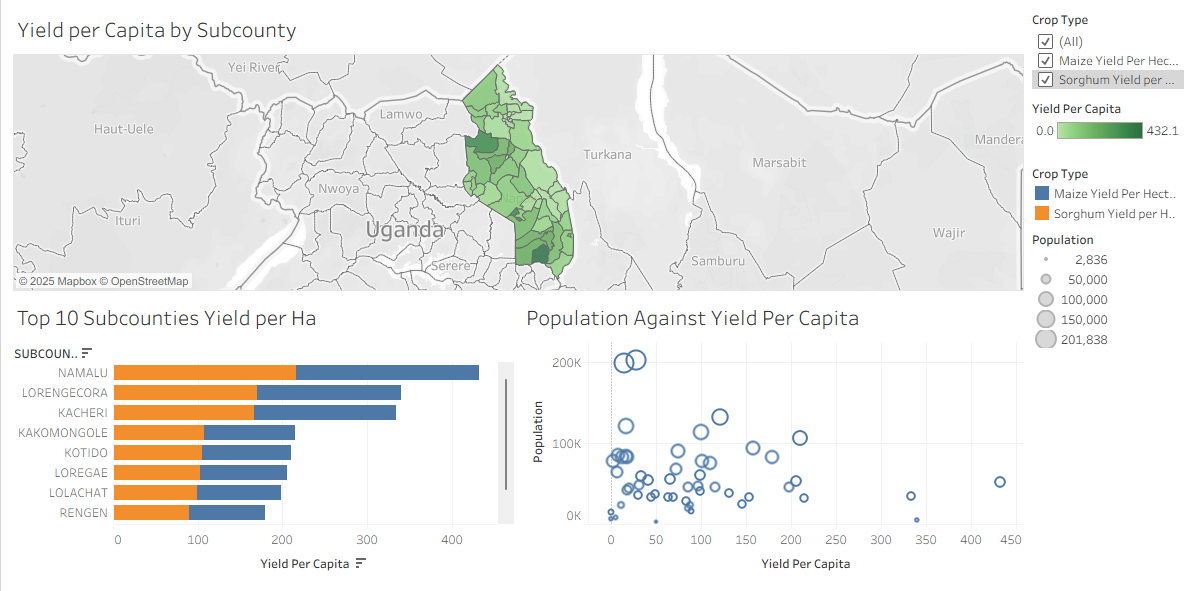 Yield per Capita by Subcounty
Yei River
Haut-Uele
Lamwo
Turkana
Marsabit
Mandera
Nwoya
Ituri
Uganda
Wajir
Serere
Samburu
© 2025 Mapbox © OpenStreetMap
Crop Type
(All)
Maize Yield Per Hec...
Sorghum Yield per ...
Yield Per Capita
0.0 432.1
Crop Type
Maize Yield Per Hect..
Sorghum Yield per H..
Population
2,836
50,000
100,000
150,000
201,838
Top 10 Subcounties Yield per Ha
SUBCOUN..
NAMALU
LORENGECORA
KACHERI
KAKOMONGOLE
KOTIDO
LOREGAE
LOLACHAT
RENGEN
0 100 200 300 400
Yield Per Capita
Population Against Yield Per Capita
Population
200K
100K
0K
0 50 100 150 200 250 300 350 400 450
Yield Per Capita